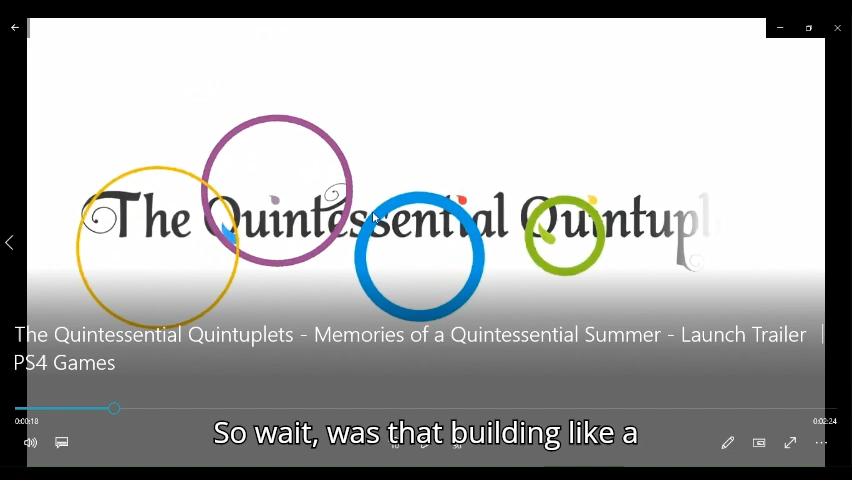 The Quintessential Quintuple
The Quintessential Quintuplets - Memories of a Quintessential Summer - Launch Trailer |
PS4 Games
0:00:18
0:02:24
So wait, was that building like a